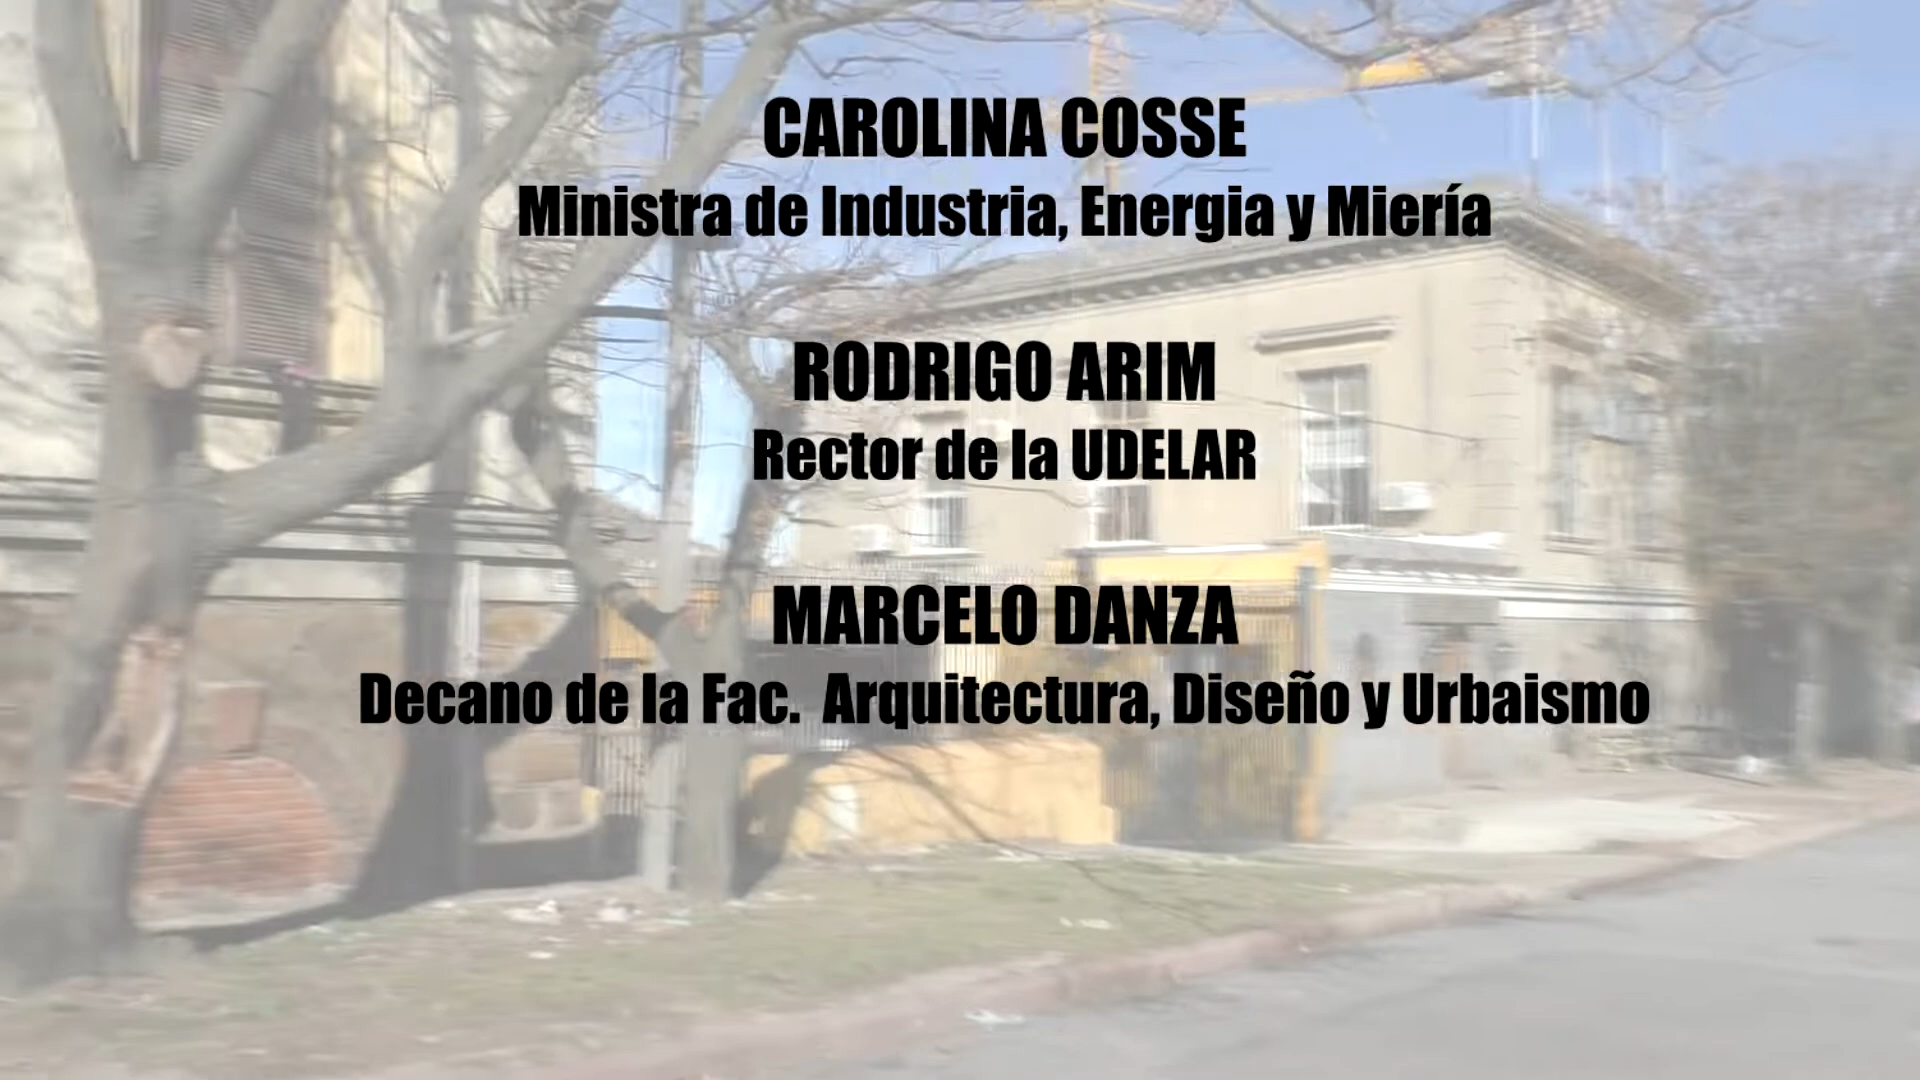 CAROLINA COSSE
Ministra de Industria, Energia y Miería
RODRIGO ARIM
Rector de la UDELAR
MARCELO DANZA
Decano de la Fac. Arquitectura, Diseño y Urbaismo